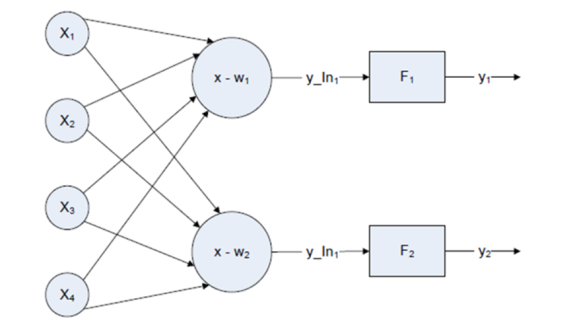 X₁
x - w₁
y_In₁
F₁
y₁
X₂
X₃
x - w₂
y_In₁
F₂
y₂
X₄